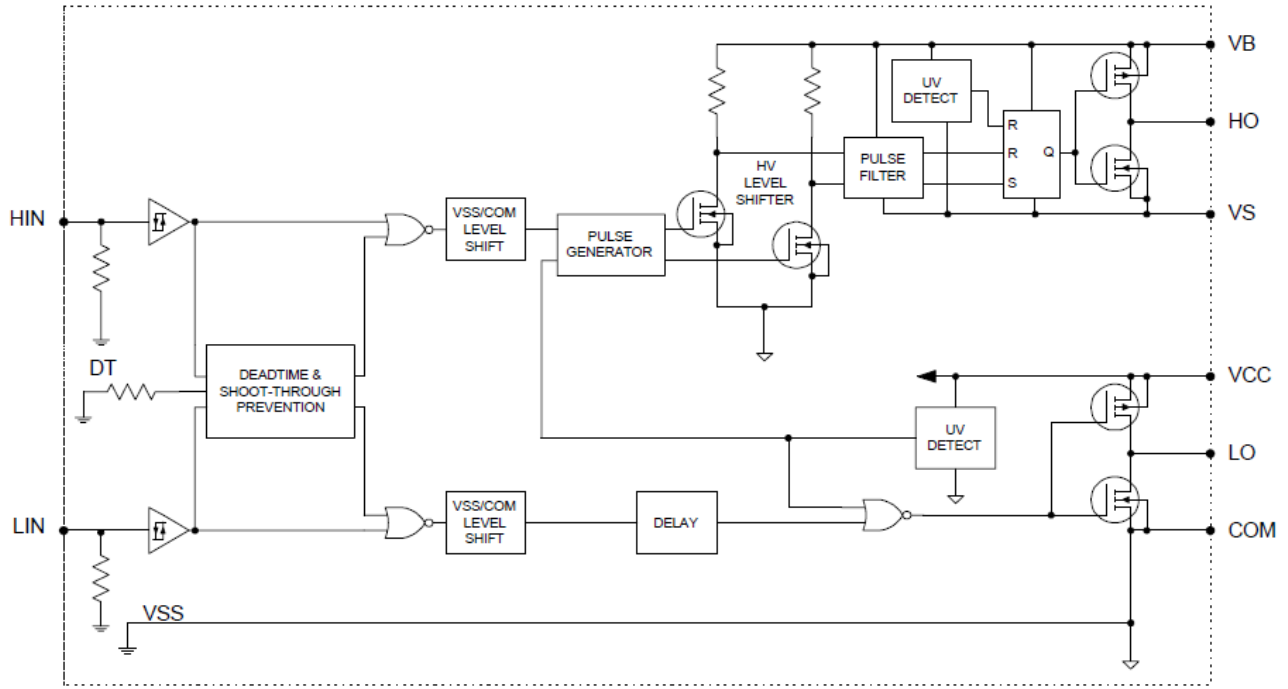 VB
UV
DETECT
HO
R
R
Q
S
PULSE
FILTER
HV
LEVEL
SHIFTER
HIN
VSS/COM
LEVEL
SHIFT
PULSE
GENERATOR
VS
DT
DEADTIME &
SHOOT-THROUGH
PREVENTION
VCC
UV
DETECT
LO
LIN
VSS/COM
LEVEL
SHIFT
DELAY
COM
VSS